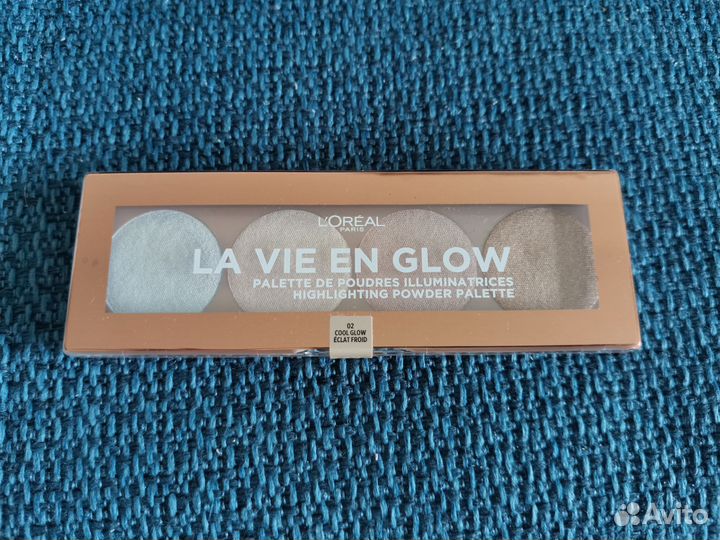 L'ORÉAL
PARIS
LA VIE EN GLOW
PALETTE DE POUDRES ILLUMINATRICES
HIGHLIGHTING POWDER PALETTE
02
COOL GLOW
ÉCLAT FROID
Avito